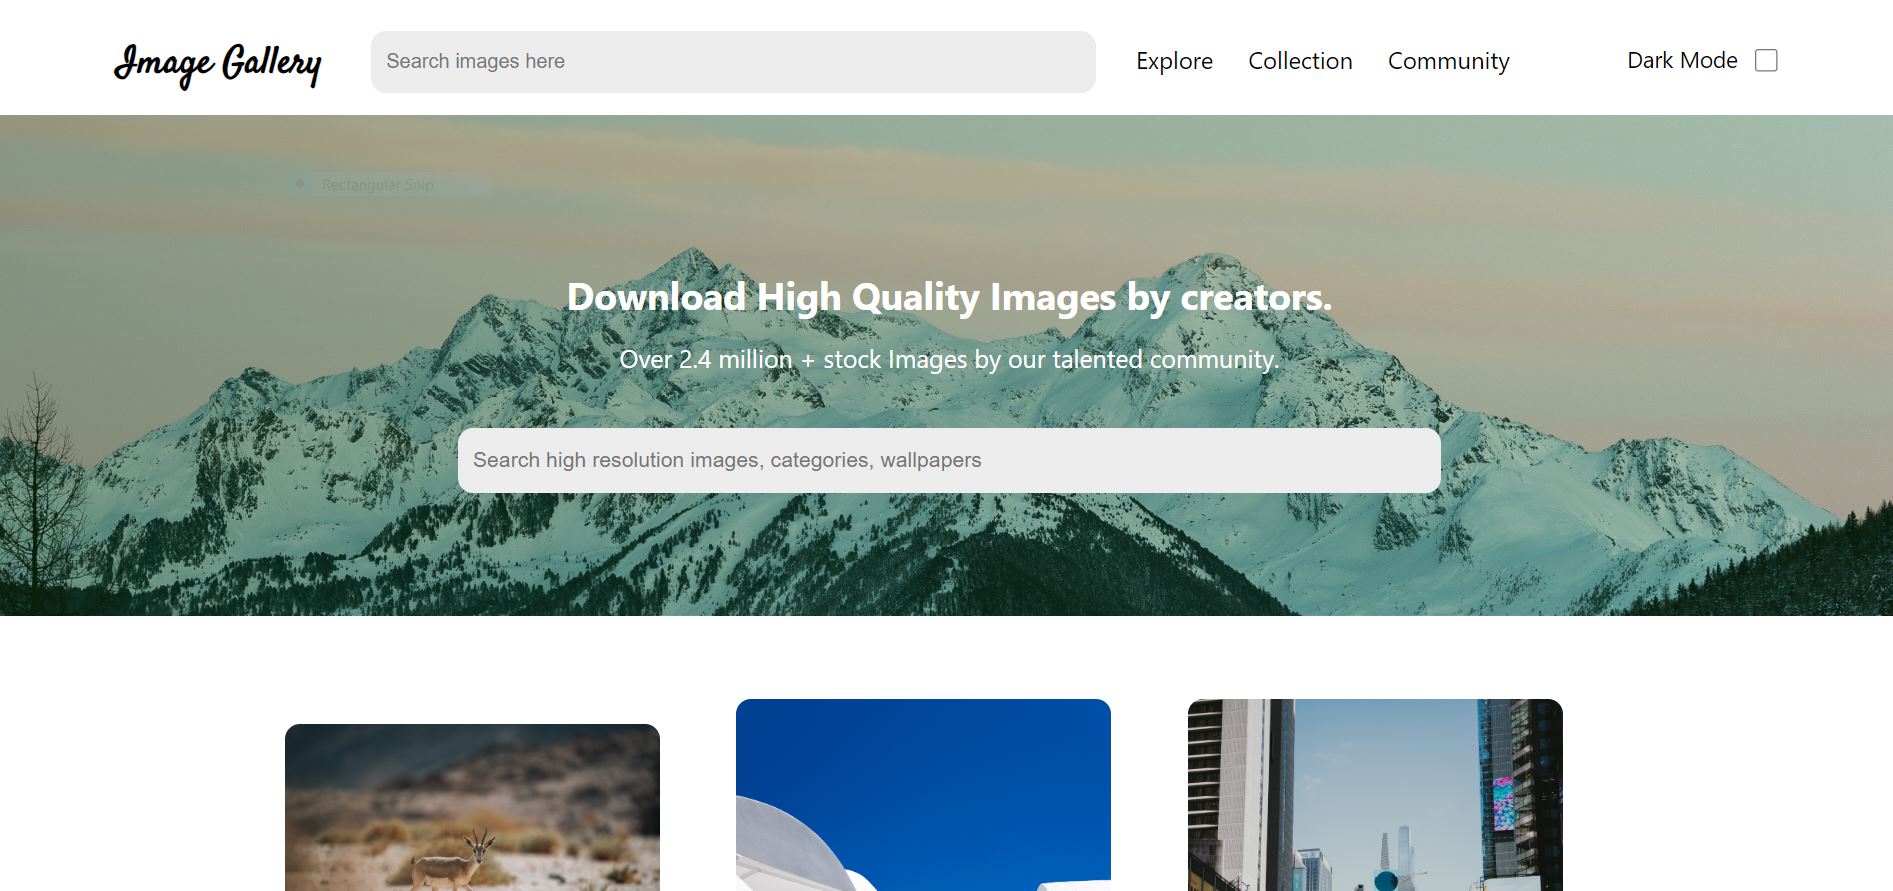 Image Gallery
Search images here
Explore
Collection
Community
Dark Mode
Rectangular Snip
Download High Quality Images by creators.
Over 2.4 million + stock Images by our talented community.
Search high resolution images, categories, wallpapers